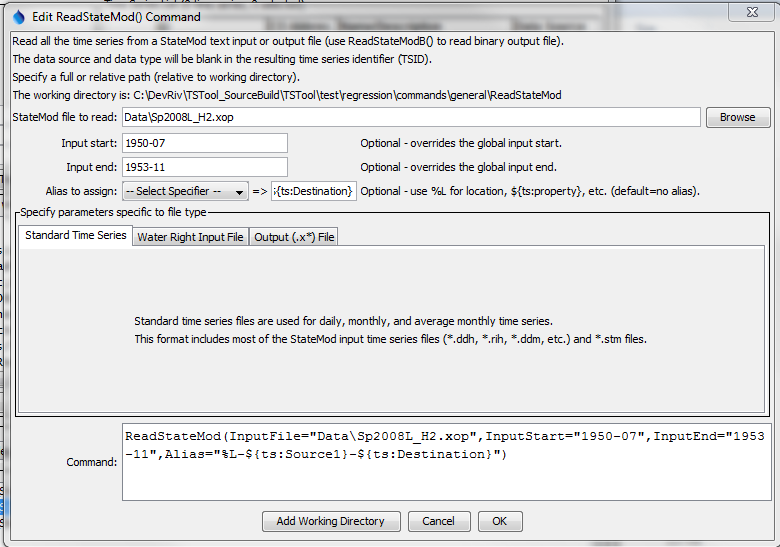 Edit ReadStateMod() Command
Read all the time series from a StateMod text input or output file (use ReadStateModB() to read binary output file).
The data source and data type will be blank in the resulting time series identifier (TSID).
Specify a full or relative path (relative to working directory).
The working directory is: C:\DevRiv\TSTool_SourceBuild\TSTool\test\regression\commands\general\ReadStateMod
StateMod file to read: Data\Sp2008L_H2.xop Browse
Input start: 1950-07 Optional - overrides the global input start.
Input end: 1953-11 Optional - overrides the global input end.
Alias to assign: -- Select Specifier -- => {ts:Destination} Optional - use %L for location, ${ts:property}, etc. (default=no alias).
Specify parameters specific to file type
Standard Time Series Water Right Input File Output (.x*) File
Standard time series files are used for daily, monthly, and average monthly time series.
This format includes most of the StateMod input time series files (*.ddh, *.rih, *.ddm, etc.) and *.stm files.
Command: ReadStateMod(InputFile="Data\Sp2008L_H2.xop",InputStart="1950-07",InputEnd="1953
-11",Alias="%L-${ts:Source1}-${ts:Destination}")
Add Working Directory Cancel OK